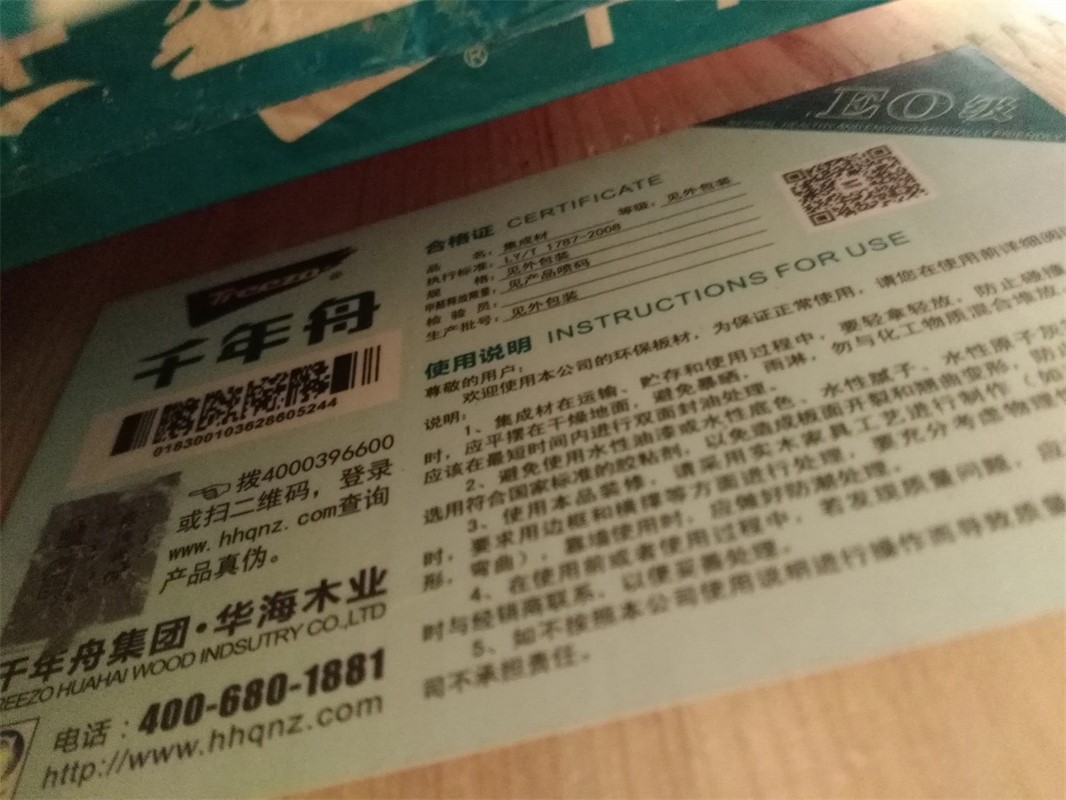 ®
EO级
Treezo®
千年舟
018300103628605244
拨4000396600
或扫二维码，登录
www.hhqnz.com查询
产品真伪。
千年舟集团·华海木业
REEZO HUAHAI WOOD INDSUTRY CO.,LTD
电话：400-680-1881
http://www.hhqnz.com
合格证 CERTIFICATE
品 名：集成材 等级：见外包装
执行标准：LY/T 1787-2008
规 格：见外包装
甲醛释放限量：见产品喷码
检 验 员：
生产批号：见外包装
使用说明 INSTRUCTIONS FOR USE
尊敬的用户：
欢迎使用本公司的环保板材，为保证正常使用，请您在使用前详细阅
说明：
1、集成材在运输、贮存和使用过程中，要轻拿轻放，防止碰撞
时，应平摆在干燥地面，避免暴晒，雨淋，勿与化工物质混合堆放
应该在最短时间内进行双面封油处理。
2、避免使用水性油漆或水性底色、水性腻子、水性原子灰
选用符合国家标准的胶粘剂，以免造成板面开裂和翘曲变形，防
3、使用本品装修，请采用实木家具工艺进行制作（如
时，要求用边框和横撑等方面进行处理，要充分考虑物理性
形，弯曲），靠墙使用时，应做好防潮处理。
4、在使用前或者使用过程中，若发现质量问题，应
时与经销商联系，以便妥善处理。
5、如不按照本公司使用说明进行操作而导致质量
司不承担责任。